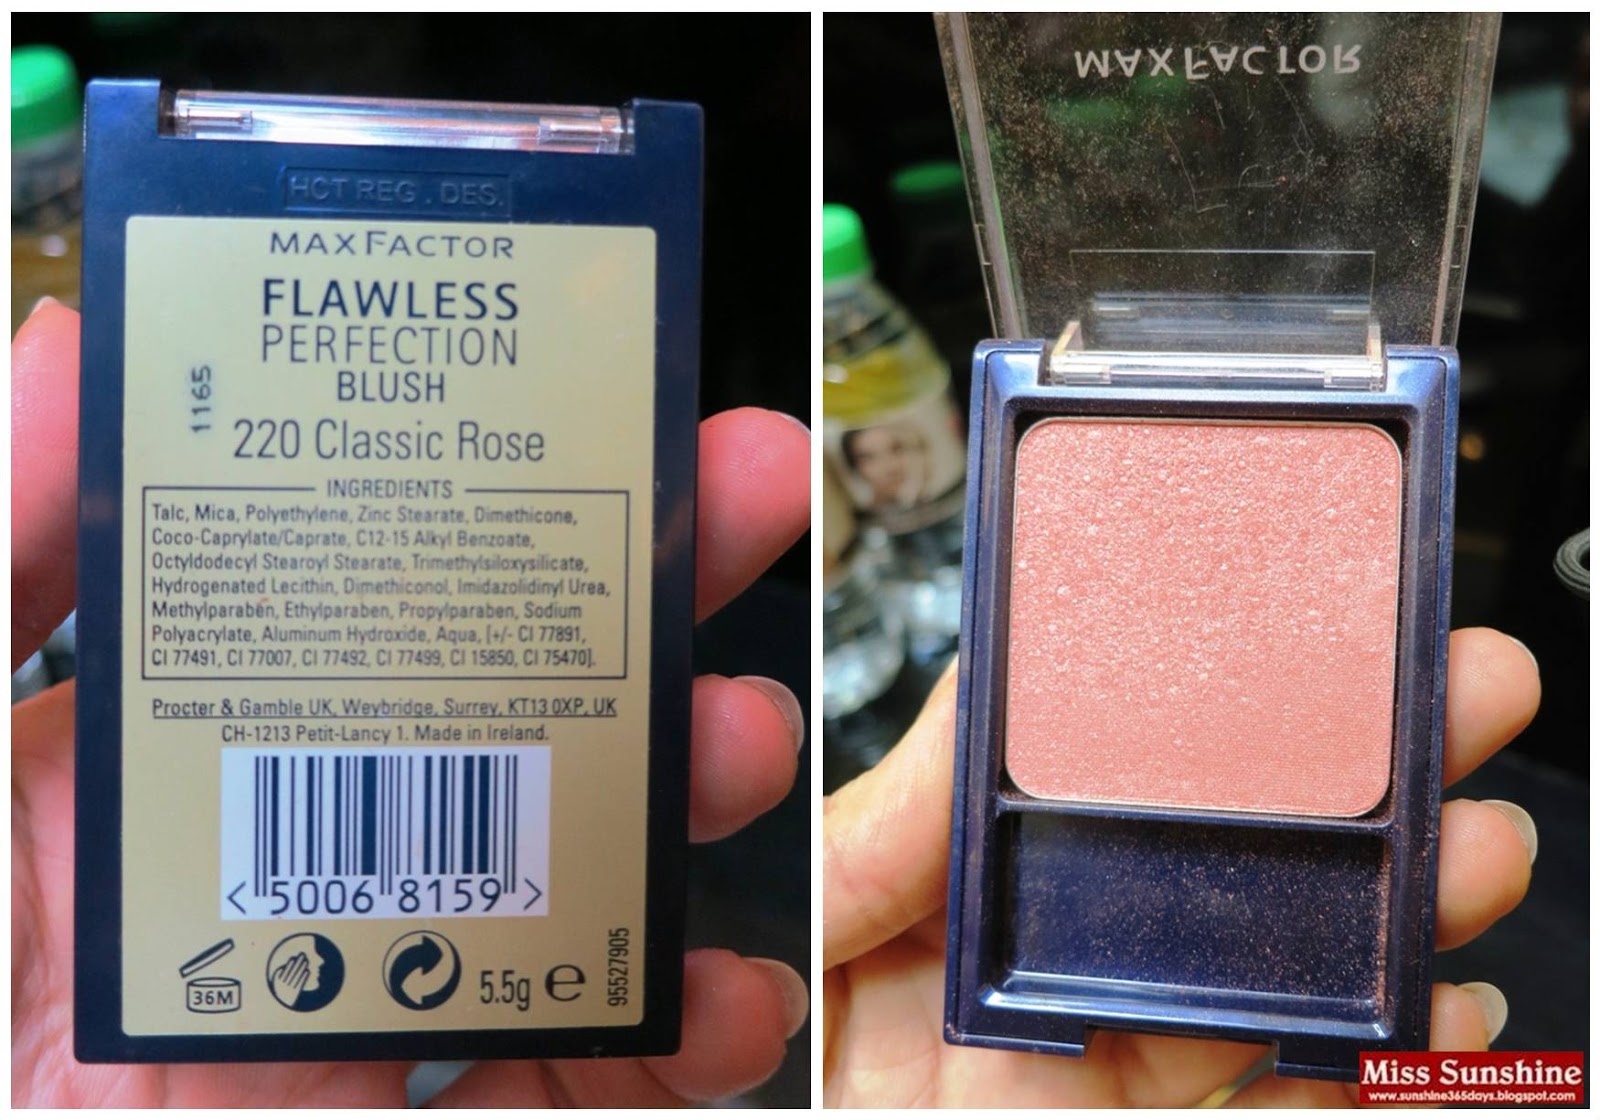 HCT REG. DES.
MAX FACTOR
FLAWLESS
PERFECTION
BLUSH
1165
220 Classic Rose
INGREDIENTS
Talc, Mica, Polyethylene, Zinc Stearate, Dimethicone,
Coco-Caprylate/Caprate, C12-15 Alkyl Benzoate,
Octyldodecyl Stearoyl Stearate, Trimethylsiloxysilicate,
Hydrogenated Lecithin, Dimethiconol, Imidazolidinyl Urea,
Methylparaben, Ethylparaben, Propylparaben, Sodium
Polyacrylate, Aluminum Hydroxide, Aqua, [+/- CI 77891,
CI 77491, CI 77007, CI 77492, CI 77499, CI 15850, CI 75470].
Procter & Gamble UK, Weybridge, Surrey, KT13 0XP, UK
CH-1213 Petit-Lancy 1. Made in Ireland.
< 5006 8159 >
36M
5.5g e
95527905
MAX FACTOR
Miss Sunshine
www.sunshine365days.blogspot.com